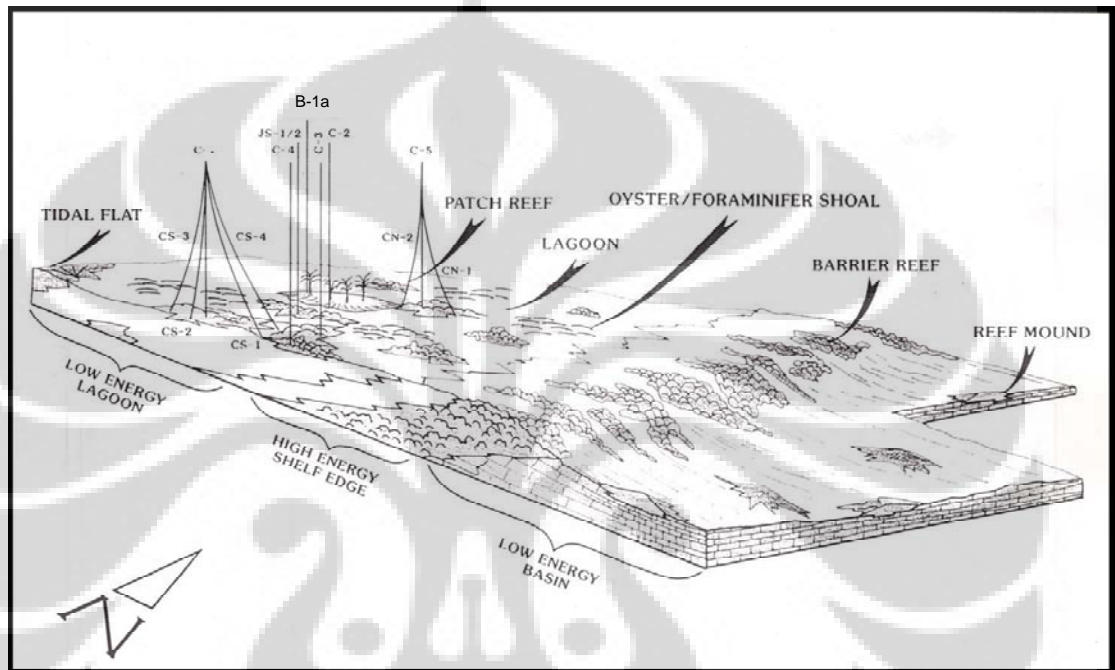 B-1a
JS-1/2
C-4
C-3
C-2
C-5
TIDAL FLAT
PATCH REEF
OYSTER/FORAMINIFER SHOAL
LAGOON
BARRIER REEF
REEF MOUND
CS-3
CS-4
CN-2
CN-1
CS-2
CS-1
LOW ENERGY
LAGOON
HIGH ENERGY
SHELF EDGE
LOW ENERGY
BASIN
N